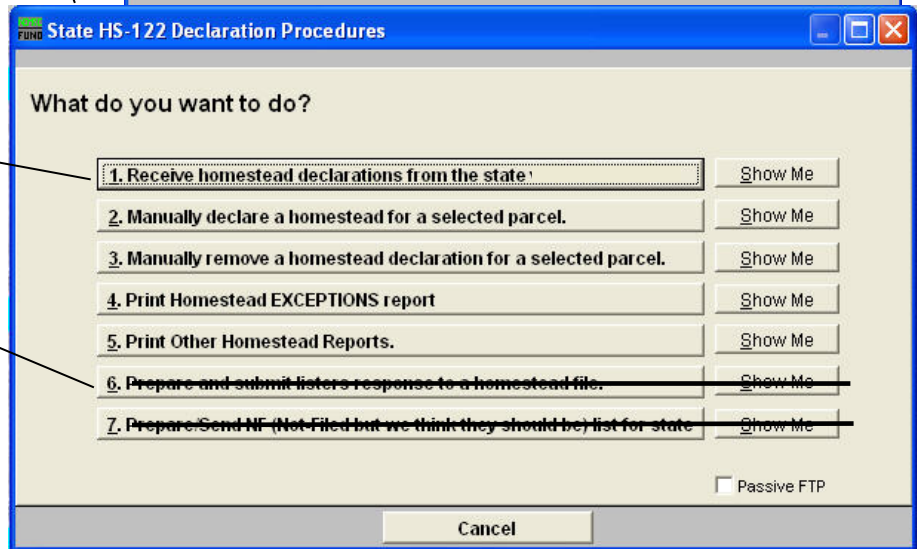 FUND State HS-122 Declaration Procedures
What do you want to do?
1. Receive homestead declarations from the state Show Me
2. Manually declare a homestead for a selected parcel. Show Me
3. Manually remove a homestead declaration for a selected parcel. Show Me
4. Print Homestead EXCEPTIONS report Show Me
5. Print Other Homestead Reports. Show Me
6. Prepare and submit listers response to a homestead file. Show Me
7. Prepare/Send NF (Not-Filed but we think they should be) list for state Show Me
Passive FTP
Cancel